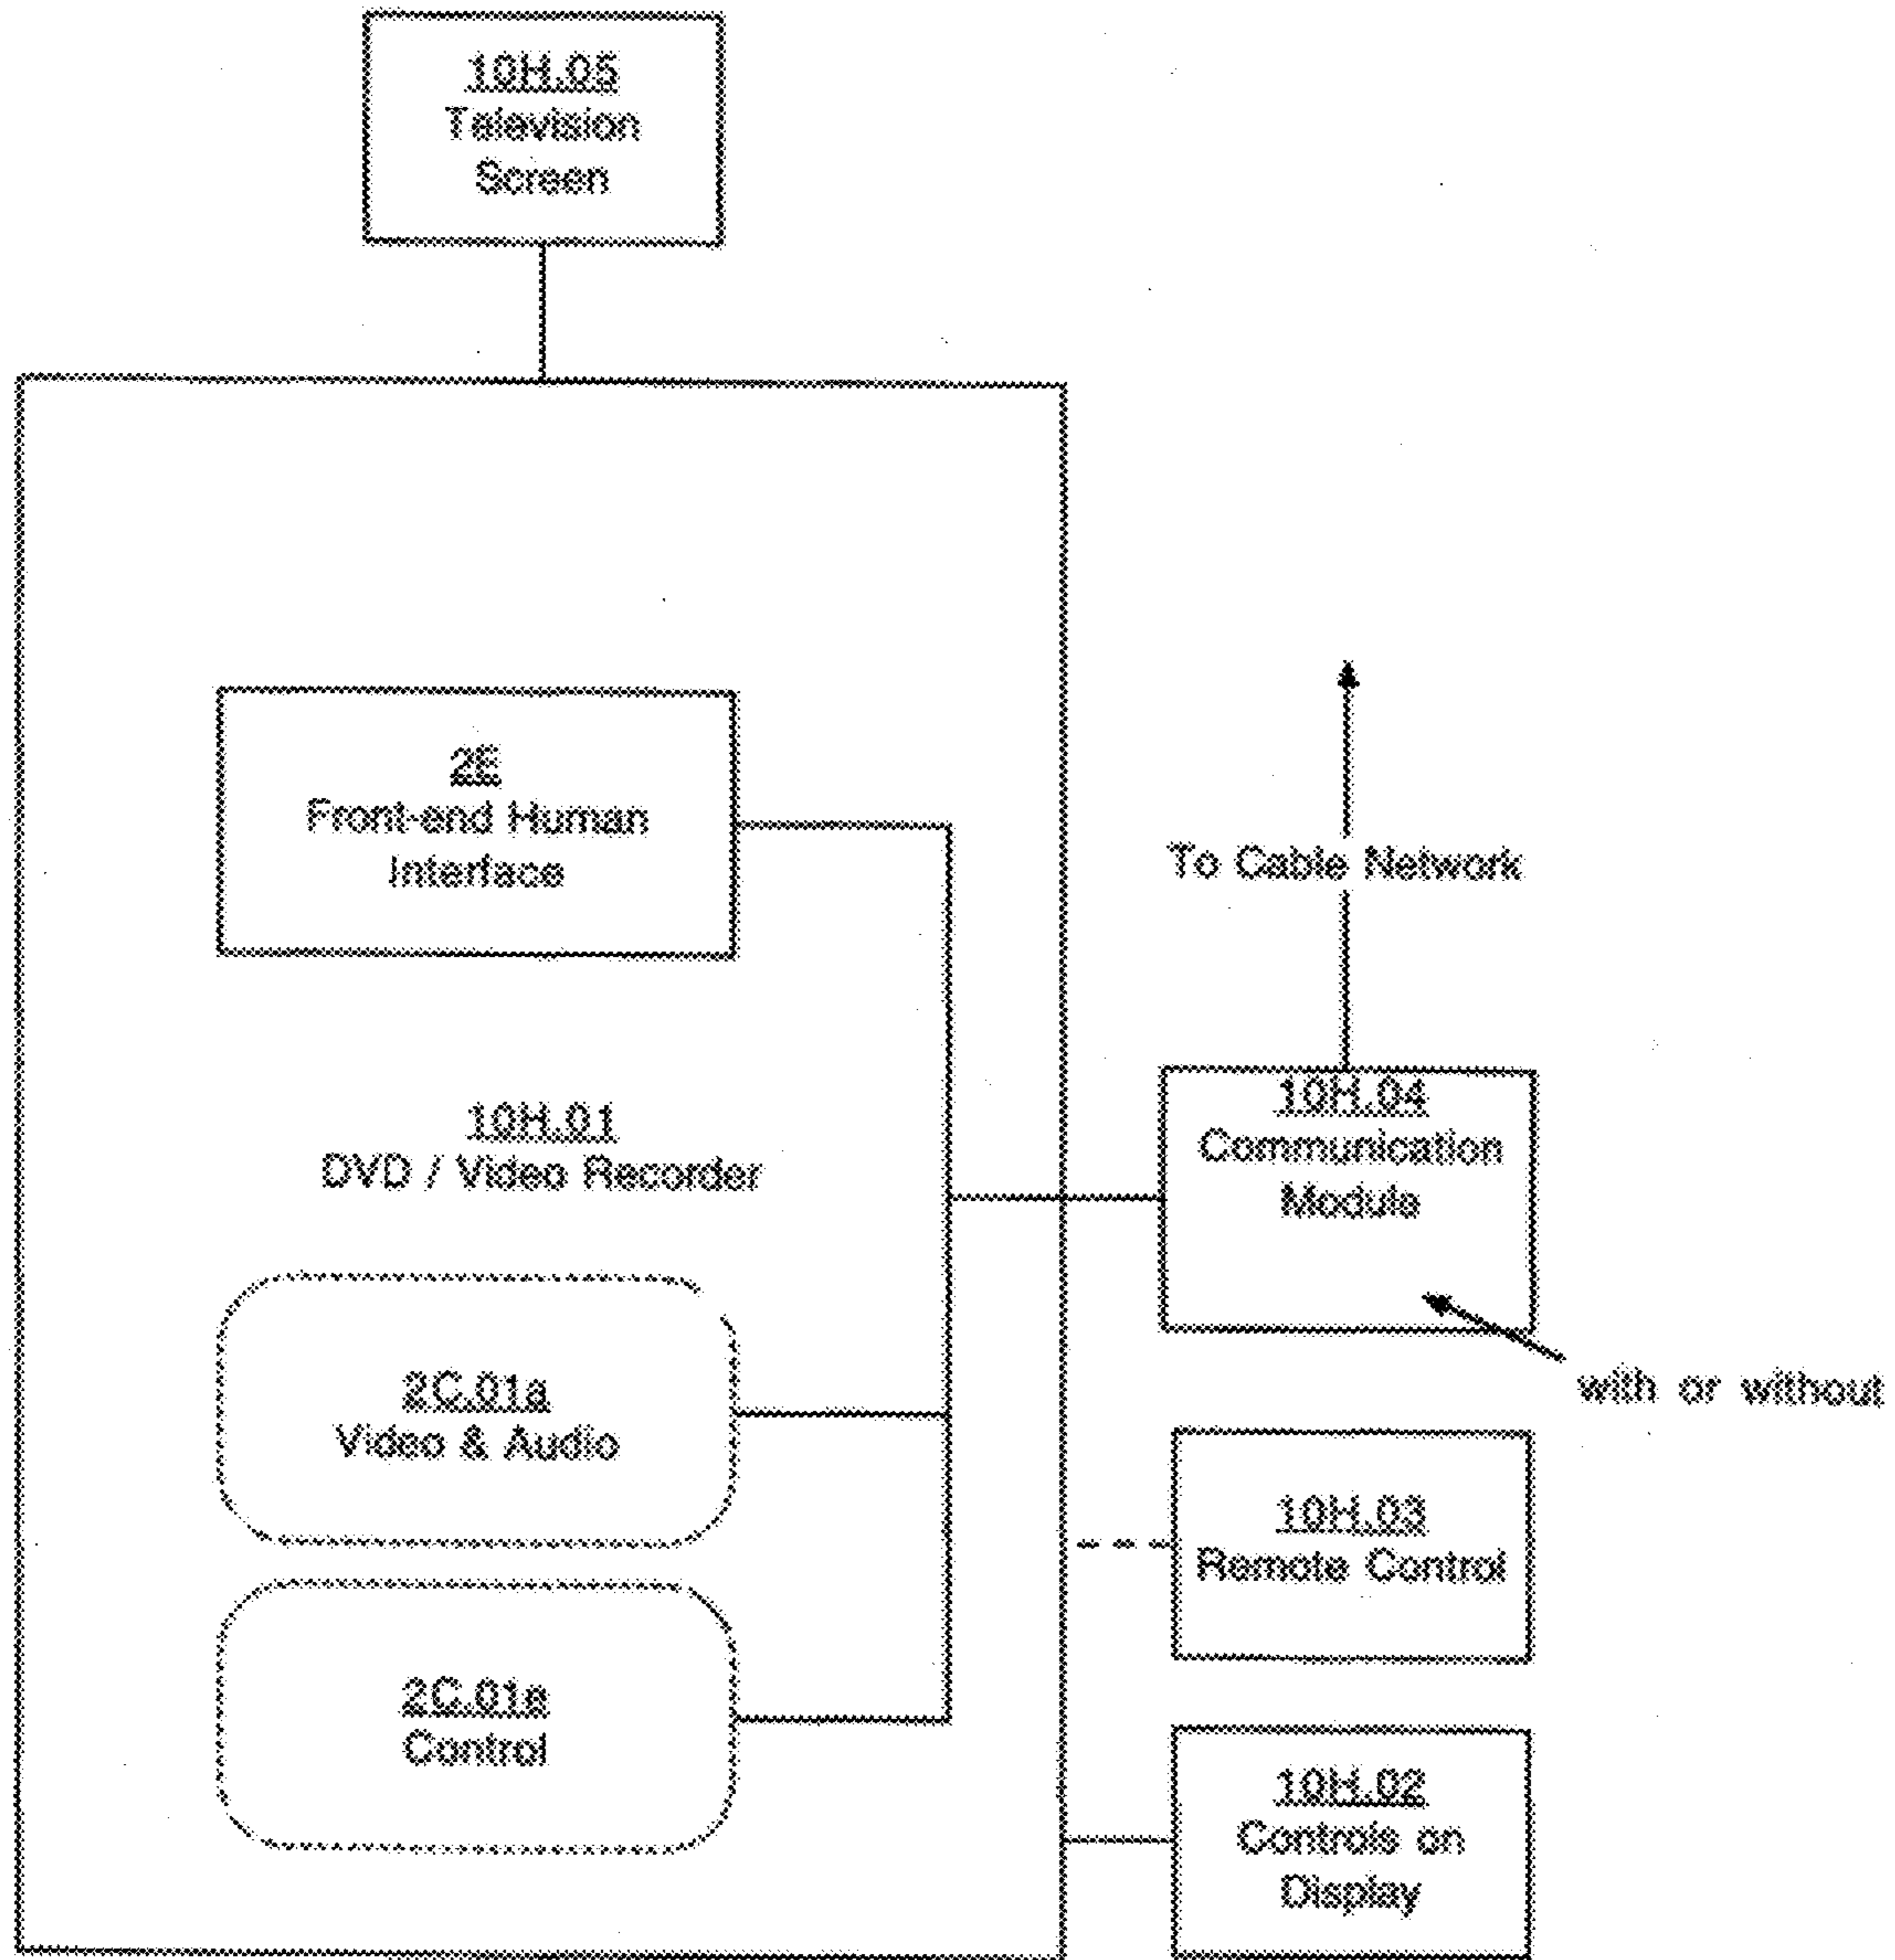 10H.05
Television
Screen
2E
Front-end Human
Interface
To Cable Network
10H.01
DVD / Video Recorder
10H.04
Communication
Module
with or without
2C.01a
Video & Audio
10H.03
Remote Control
2C.01e
Control
10H.02
Controls on
Display